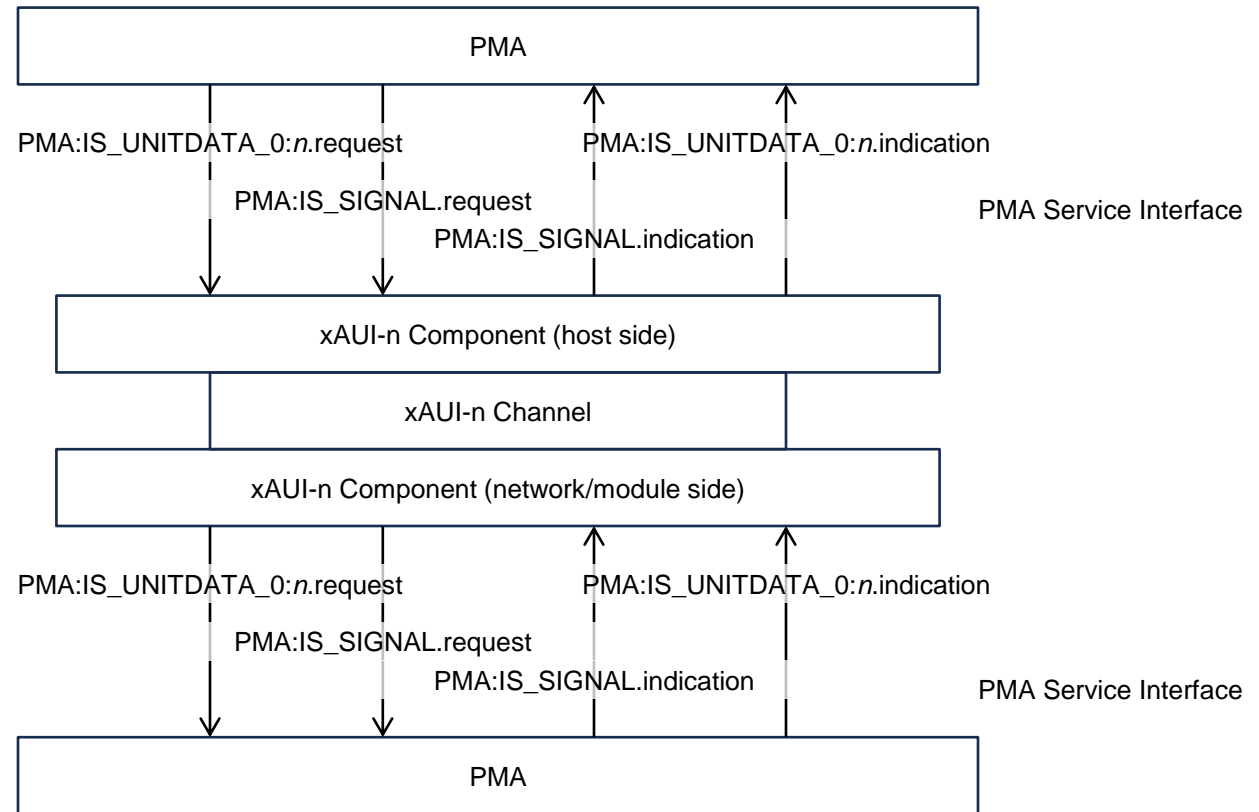 PMA
PMA:IS_UNITDATA_0:n.request
PMA:IS_UNITDATA_0:n.indication
PMA:IS_SIGNAL.request
PMA Service Interface
PMA:IS_SIGNAL.indication
xAUI-n Component (host side)
xAUI-n Channel
xAUI-n Component (network/module side)
PMA:IS_UNITDATA_0:n.request
PMA:IS_UNITDATA_0:n.indication
PMA:IS_SIGNAL.request
PMA:IS_SIGNAL.indication
PMA Service Interface
PMA